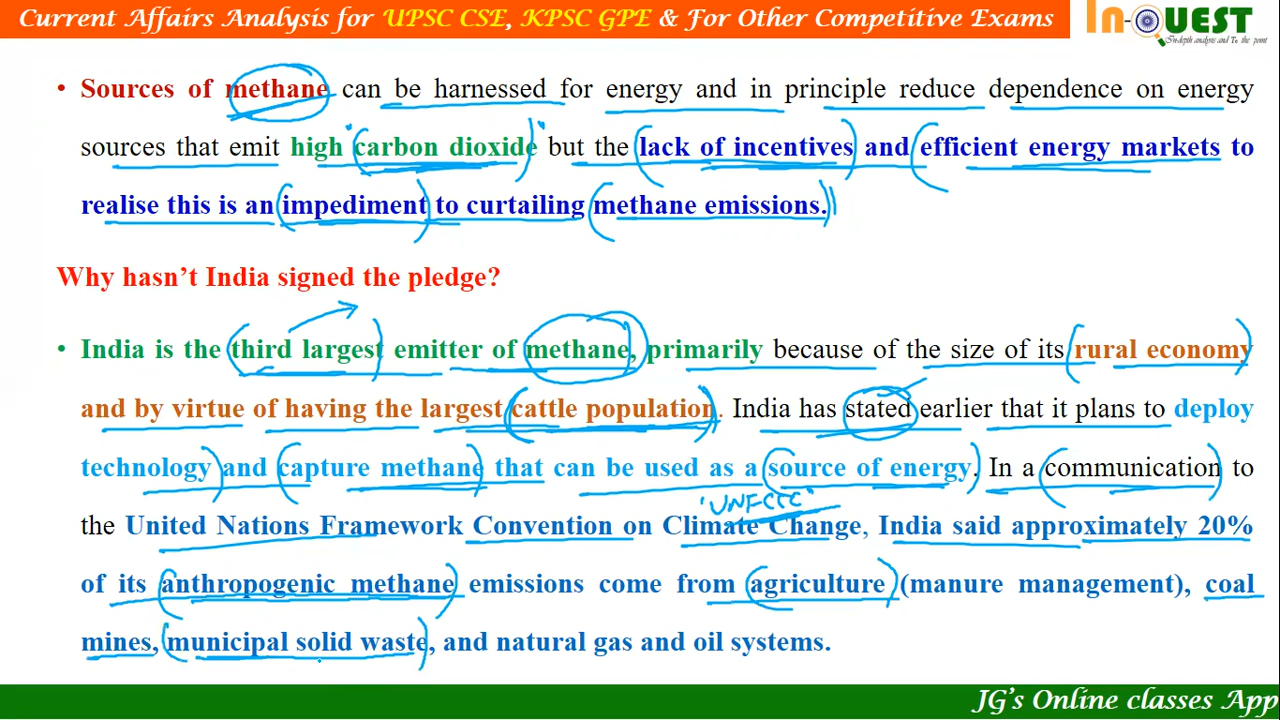 Current Affairs Analysis for UPSC CSE, KPSC GPE & For Other Competitive Exams
In-QUEST
In-depth analysis and To the point
• Sources of methane can be harnessed for energy and in principle reduce dependence on energy
sources that emit high "carbon dioxide" but the lack of incentives and efficient energy markets to
realise this is an impediment to curtailing methane emissions.
Why hasn't India signed the pledge?
• India is the third largest emitter of methane, primarily because of the size of its rural economy
and by virtue of having the largest cattle population. India has stated earlier that it plans to deploy
technology and capture methane that can be used as a source of energy. In a communication to
"UNFCCC"
the United Nations Framework Convention on Climate Change, India said approximately 20%
of its anthropogenic methane emissions come from agriculture (manure management), coal
mines, municipal solid waste, and natural gas and oil systems.
JG's Online classes App